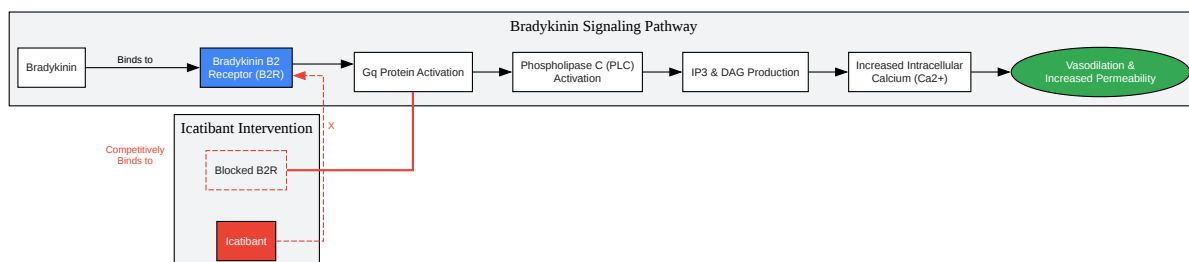 Bradykinin Signaling Pathway
Bradykinin
Binds to
Bradykinin B2
Receptor (B2R)
Gq Protein Activation
Phospholipase C (PLC)
Activation
IP3 & DAG Production
Increased Intracellular
Calcium (Ca2+)
Vasodilation &
Increased Permeability
Icatibant Intervention
X
Competitively
Binds to
Blocked B2R
Icatibant